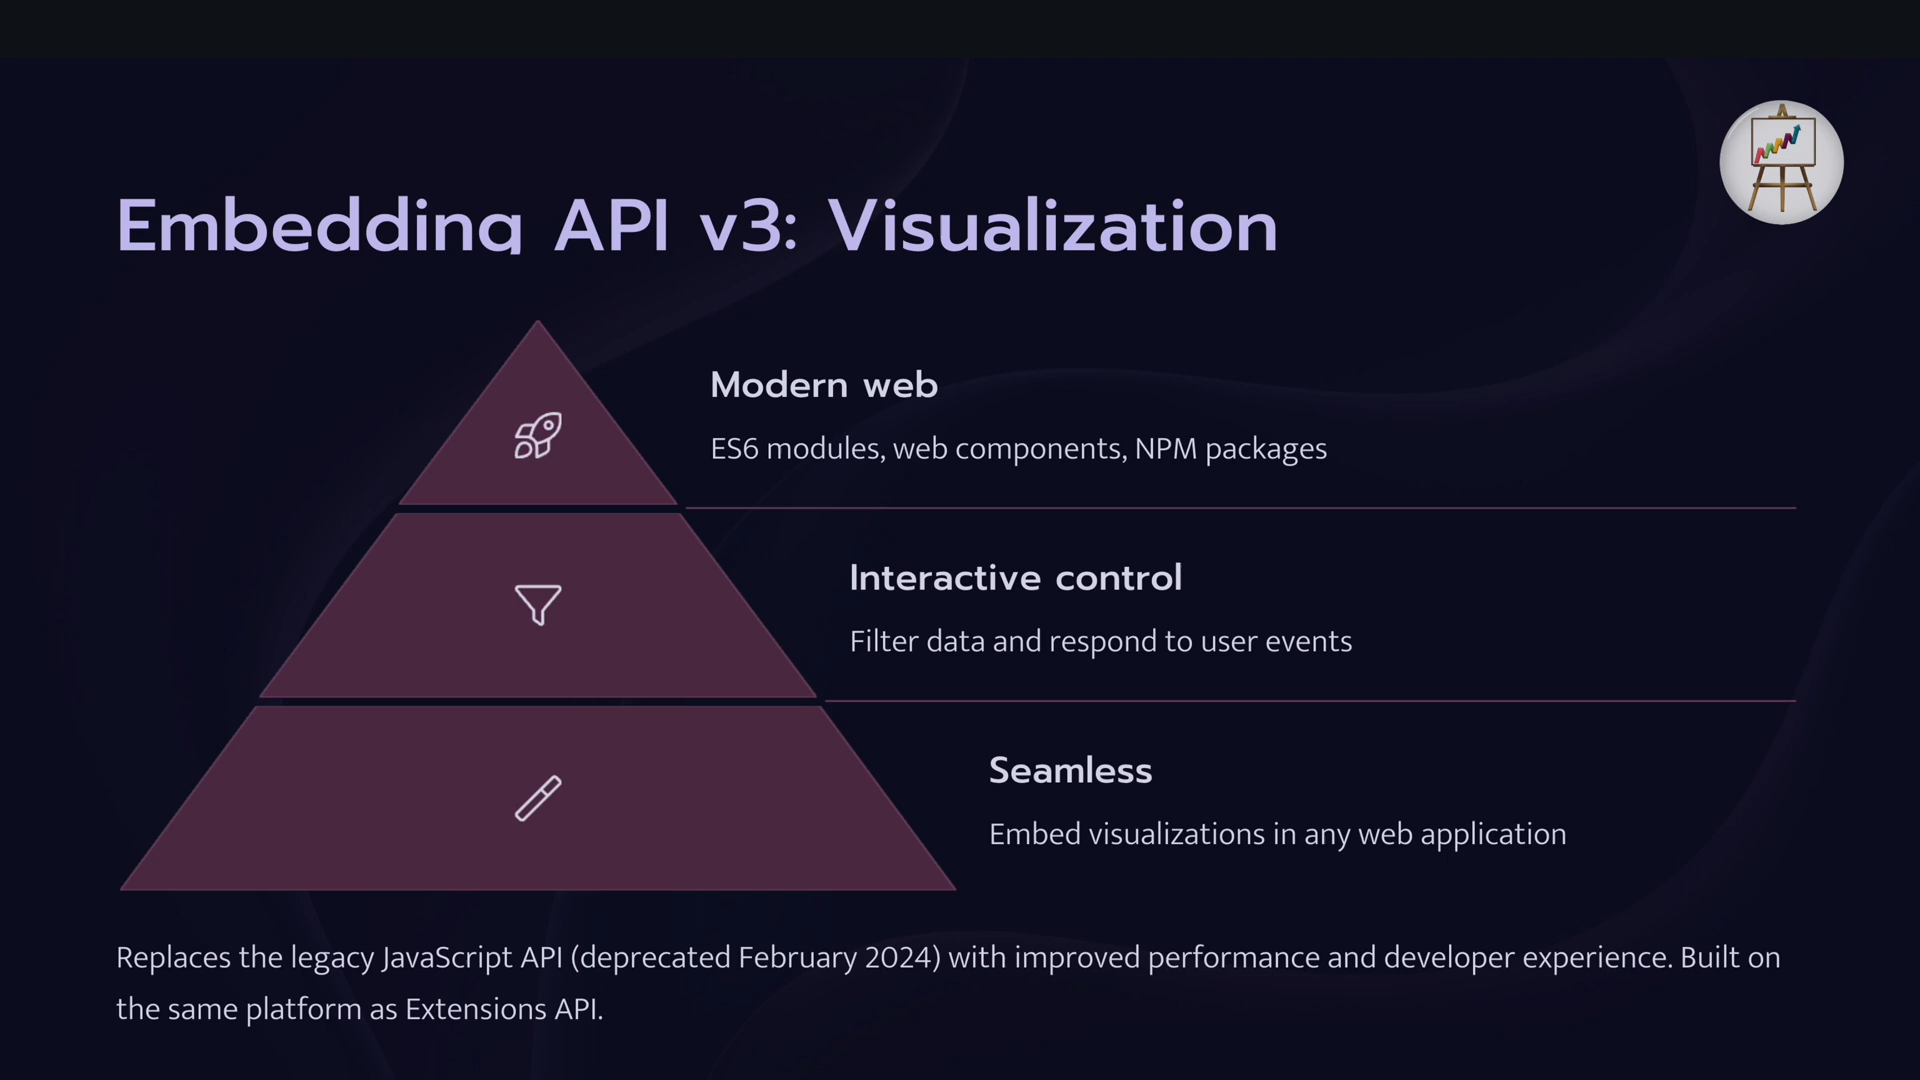 Embedding API v3: Visualization
Modern web
ES6 modules, web components, NPM packages
Interactive control
Filter data and respond to user events
Seamless
Embed visualizations in any web application
Replaces the legacy JavaScript API (deprecated February 2024) with improved performance and developer experience. Built on
the same platform as Extensions API.